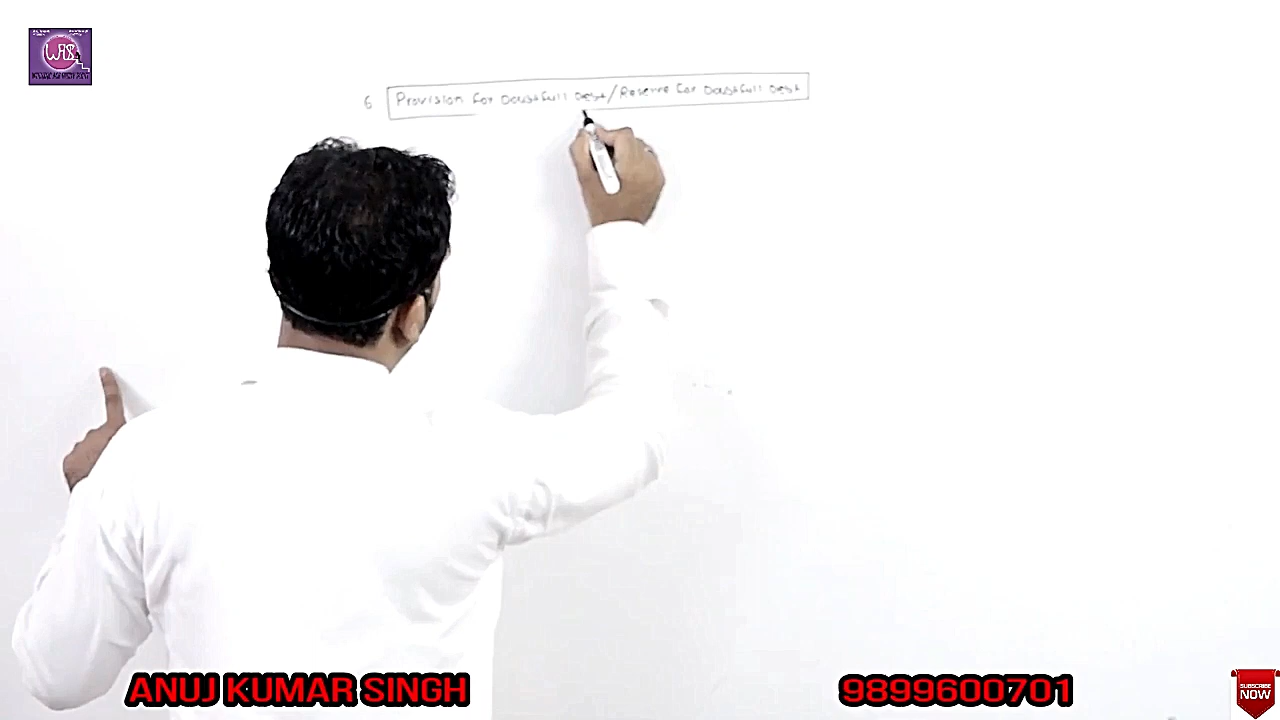 6 Provision for Doubtfull Debt/Reserve for Doubtfull Debt
ANUJ KUMAR SINGH
9899600701
SUBSCRIBE
NOW